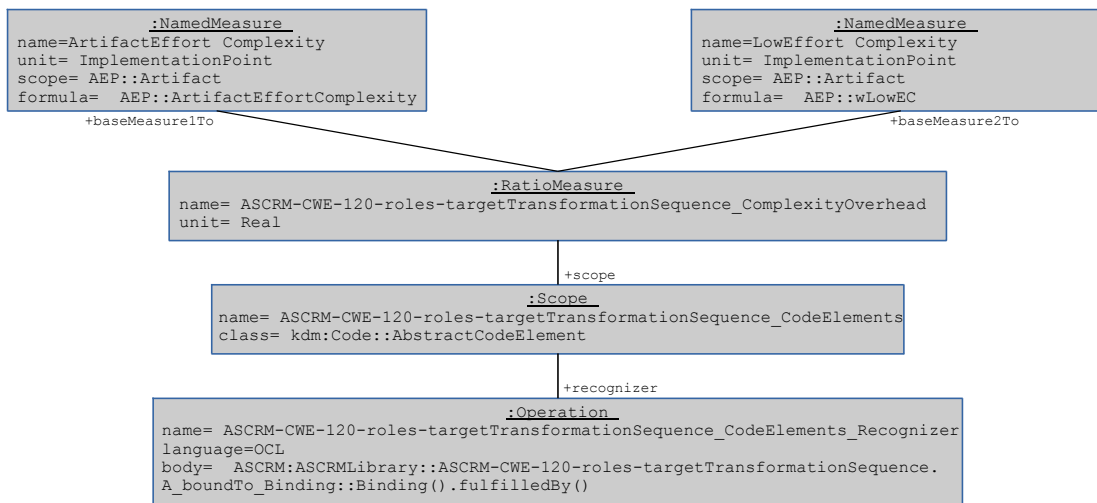 :NamedMeasure
name=ArtifactEffort Complexity
unit= ImplementationPoint
scope= AEP::Artifact
formula=  AEP::ArtifactEffortComplexity
:NamedMeasure
name=LowEffort Complexity
unit= ImplementationPoint
scope= AEP::Artifact
formula=  AEP::wLowEC
+baseMeasure1To
+baseMeasure2To
:RatioMeasure
name= ASCRM-CWE-120-roles-targetTransformationSequence_ComplexityOverhead
unit= Real
+scope
:Scope
name= ASCRM-CWE-120-roles-targetTransformationSequence_CodeElements
class= kdm:Code::AbstractCodeElement
+recognizer
:Operation
name= ASCRM-CWE-120-roles-targetTransformationSequence_CodeElements_Recognizer
language=OCL
body=  ASCRM:ASCRMLibrary::ASCRM-CWE-120-roles-targetTransformationSequence.
A_boundTo_Binding::Binding().fulfilledBy()